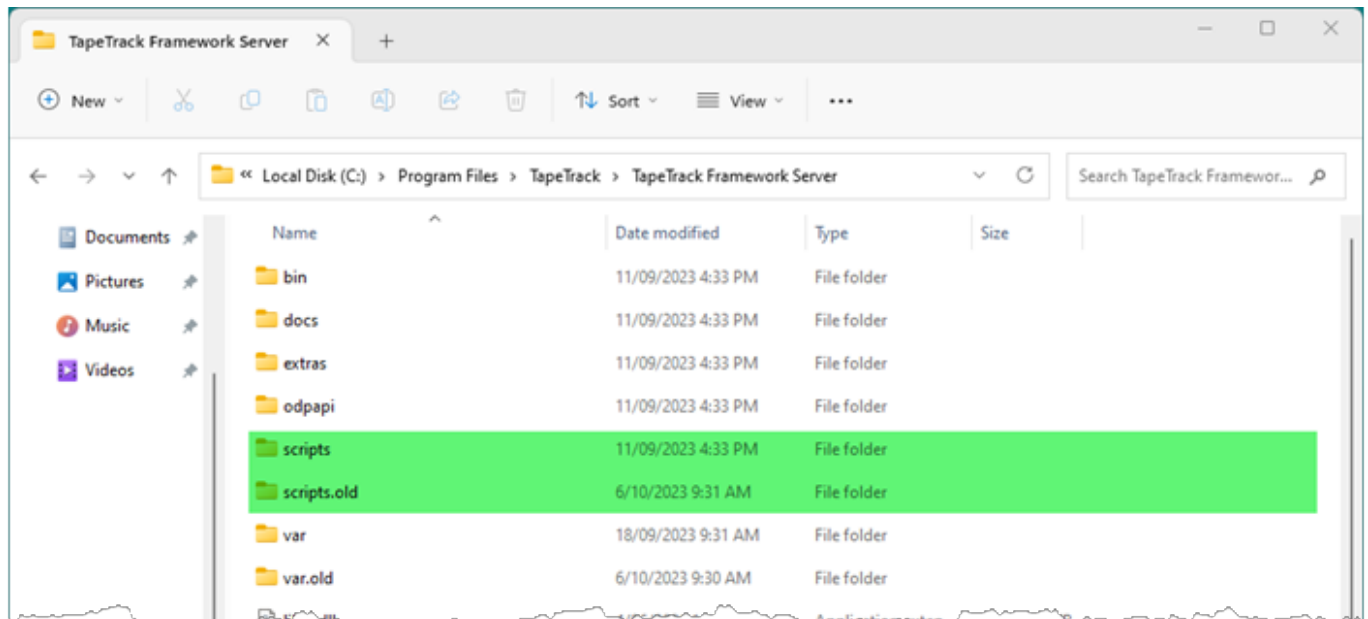 TapeTrack Framework Server
New
Sort
View
« Local Disk (C:) > Program Files > TapeTrack > TapeTrack Framework Server
Search TapeTrack Framewor...
Documents
Pictures
Music
Videos
Name Date modified Type Size
bin 11/09/2023 4:33 PM File folder
docs 11/09/2023 4:33 PM File folder
extras 11/09/2023 4:33 PM File folder
odpapi 11/09/2023 4:33 PM File folder
scripts 11/09/2023 4:33 PM File folder
scripts.old 6/10/2023 9:31 AM File folder
var 18/09/2023 9:31 AM File folder
var.old 6/10/2023 9:30 AM File folder